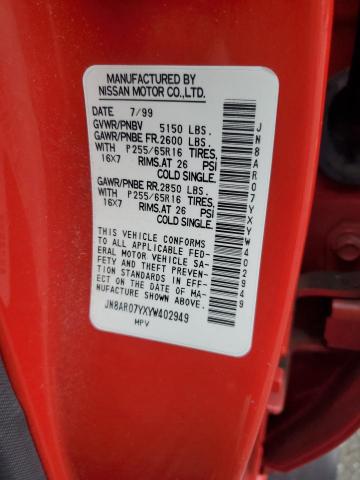 MANUFACTURED BY
NISSAN MOTOR CO.,LTD.
DATE 7/99
GVWR/PNBV 5150 LBS.
GAWR/PNBE FR.2600 LBS.
WITH P255/65R16 TIRES,
16X7 RIMS.AT 26 PSI
COLD SINGLE.
GAWR/PNBE RR.2850 LBS.
WITH P255/65R16 TIRES,
16X7 RIMS.AT 26 PSI
COLD SINGLE.
THIS VEHICLE CONFORMS
TO ALL APPLICABLE FED-
ERAL MOTOR VEHICLE SA-
FETY AND THEFT PREVENTION
STANDARDS IN EFF-
ECT ON THE DATE OF MA-
NUFACTURE SHOWN ABOVE.
JN8AR07YXYW402949
MPV
JN8AR07YXYW402949